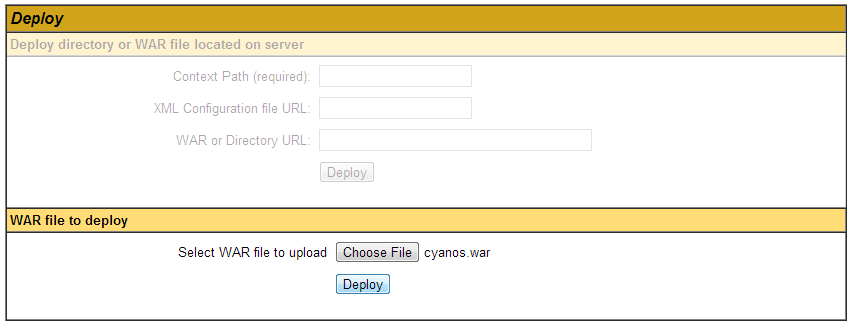 Deploy
Deploy directory or WAR file located on server
Context Path (required):
XML Configuration file URL:
WAR or Directory URL:
Deploy
WAR file to deploy
Select WAR file to upload Choose File cyanos.war
Deploy